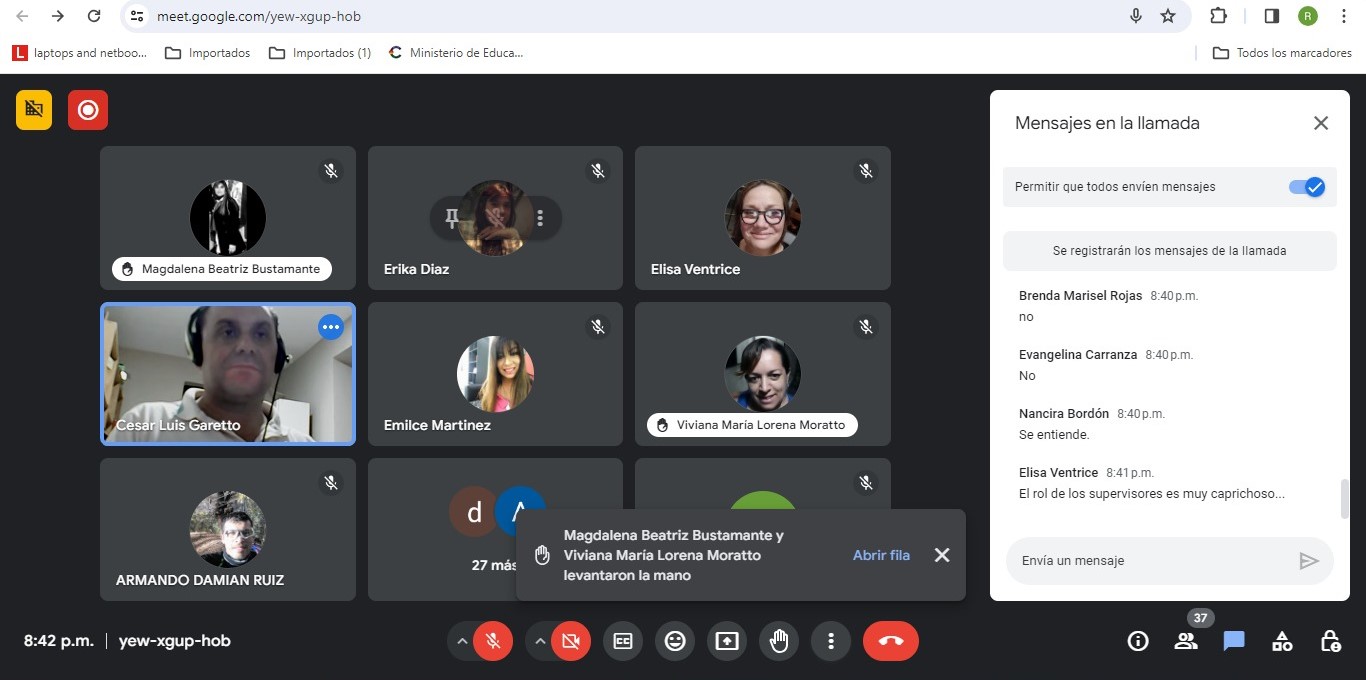 meet.google.com/yew-xgup-hob
R
L laptops and netboo...
Importados
Importados (1)
Ministerio de Educa...
Todos los marcadores
Magdalena Beatriz Bustamante
Erika Diaz
Elisa Ventrice
Cesar Luis Garetto
Emilce Martinez
Viviana María Lorena Moratto
ARMANDO DAMIAN RUIZ
d
A
27 más
Magdalena Beatriz Bustamante y
Viviana María Lorena Moratto
levantaron la mano
Abrir fila
Mensajes en la llamada
Permitir que todos envíen mensajes
Se registrarán los mensajes de la llamada
Brenda Marisel Rojas 8:40 p.m.
no
Evangelina Carranza 8:40 p.m.
No
Nancira Bordón 8:40 p.m.
Se entiende.
Elisa Ventrice 8:41 p.m.
El rol de los supervisores es muy caprichoso...
Envía un mensaje
8:42 p.m. | yew-xgup-hob
CC
37